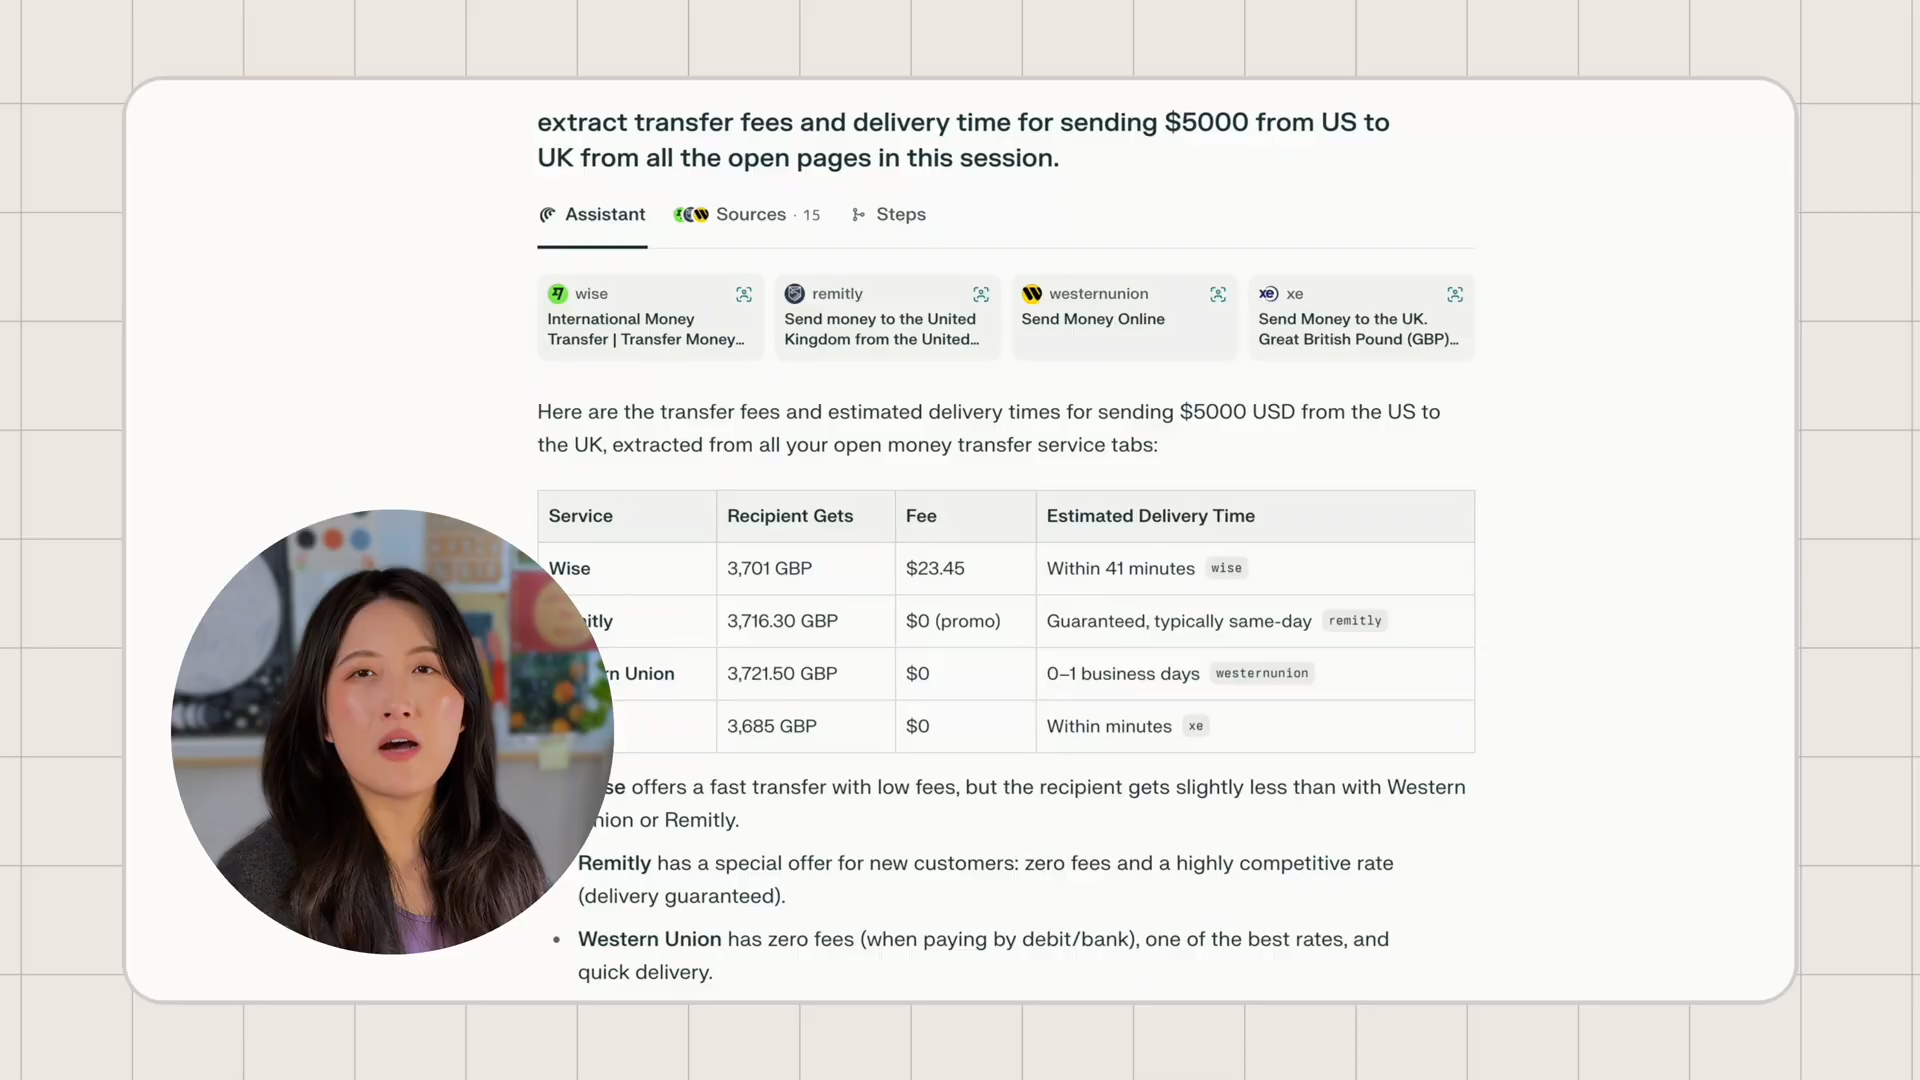 extract transfer fees and delivery time for sending $5000 from US to
UK from all the open pages in this session.
Assistant Sources · 15 Steps
wise
International Money
Transfer | Transfer Money...
remitly
Send money to the United
Kingdom from the United...
westernunion
Send Money Online
xe xe
Send Money to the UK.
Great British Pound (GBP)...
Here are the transfer fees and estimated delivery times for sending $5000 USD from the US to
the UK, extracted from all your open money transfer service tabs:
Service Recipient Gets Fee Estimated Delivery Time
Wise 3,701 GBP $23.45 Within 41 minutes wise
3,716.30 GBP $0 (promo) Guaranteed, typically same-day remitly
Union 3,721.50 GBP $0 0–1 business days westernunion
3,685 GBP $0 Within minutes xe
offers a fast transfer with low fees, but the recipient gets slightly less than with Western
or Remitly.
Remitly has a special offer for new customers: zero fees and a highly competitive rate
(delivery guaranteed).
• Western Union has zero fees (when paying by debit/bank), one of the best rates, and
quick delivery.